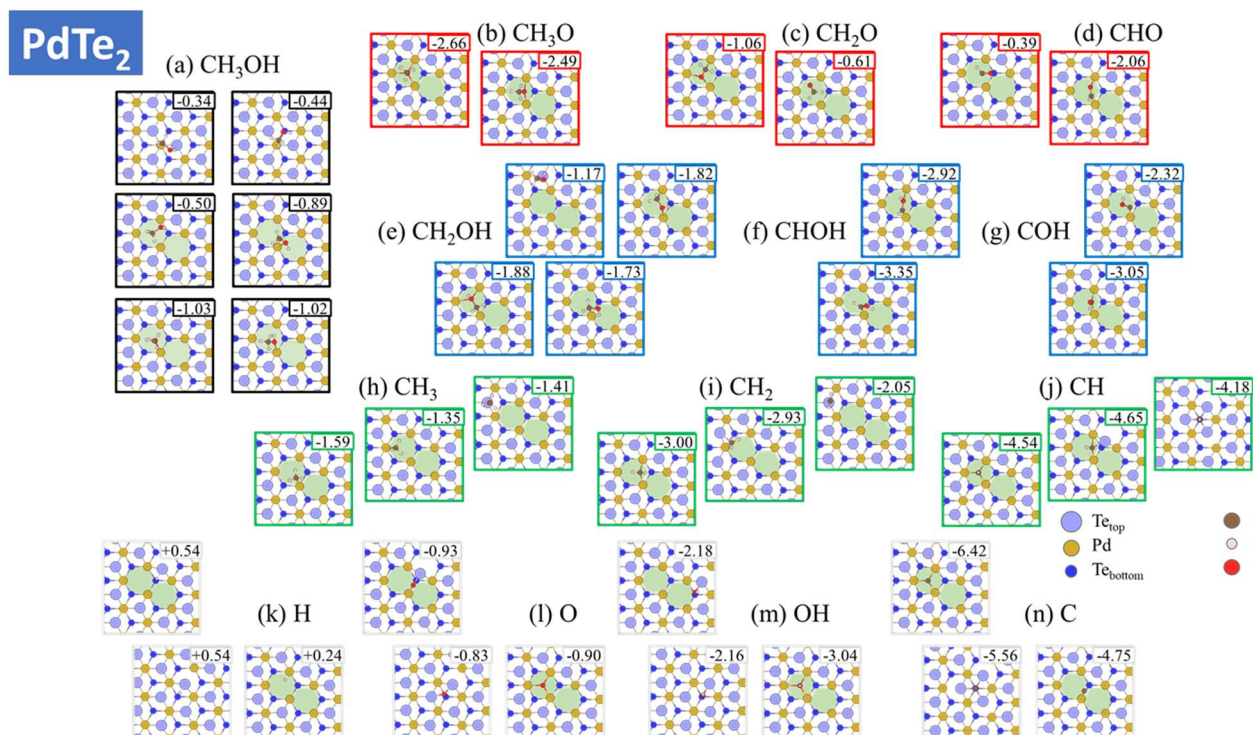 PdTe2
(a) CH3OH
-0.34
-0.44
-0.50
-0.89
-1.03
-1.02
(b) CH3O
-2.66
-2.49
(c) CH2O
-1.06
-0.61
(d) CHO
-0.39
-2.06
(e) CH2OH
-1.17
-1.82
-1.88
-1.73
(f) CHOH
-2.92
-3.35
(g) COH
-2.32
-3.05
(h) CH3
-1.41
-1.35
-1.59
(i) CH2
-2.05
-2.93
-3.00
(j) CH
-4.18
-4.65
-4.54
Tetop
Pd
Tebottom
(k) H
+0.54
+0.54
+0.24
(l) O
-0.93
-0.83
-0.90
(m) OH
-2.18
-2.16
-3.04
(n) C
-6.42
-5.56
-4.75